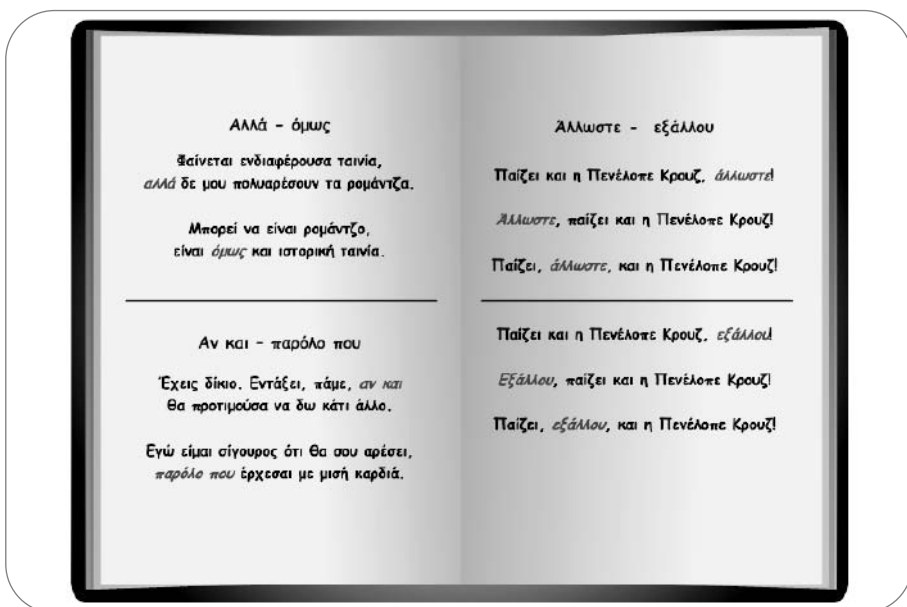 Αλλά - όμως
Φαίνεται ενδιαφέρουσα ταινία,
αλλά δε μου πολυαρέσουν τα ρομάντζα.
Μπορεί να είναι ρομάντζο,
είναι όμως και ιστορική ταινία.
Αν και - παρόλο που
Έχεις δίκιο. Εντάξει, πάμε, αν και
θα προτιμούσα να δω κάτι άλλο.
Εγώ είμαι σίγουρος ότι θα σου αρέσει,
παρόλο που έρχεσαι με μισή καρδιά.
Άλλωστε - εξάλλου
Παίζει και η Πενέλοπε Κρουζ, άλλωστε!
Άλλωστε, παίζει και η Πενέλοπε Κρουζ!
Παίζει, άλλωστε, και η Πενέλοπε Κρουζ!
Παίζει και η Πενέλοπε Κρουζ, εξάλλου!
Εξάλλου, παίζει και η Πενέλοπε Κρουζ!
Παίζει, εξάλλου, και η Πενέλοπε Κρουζ!